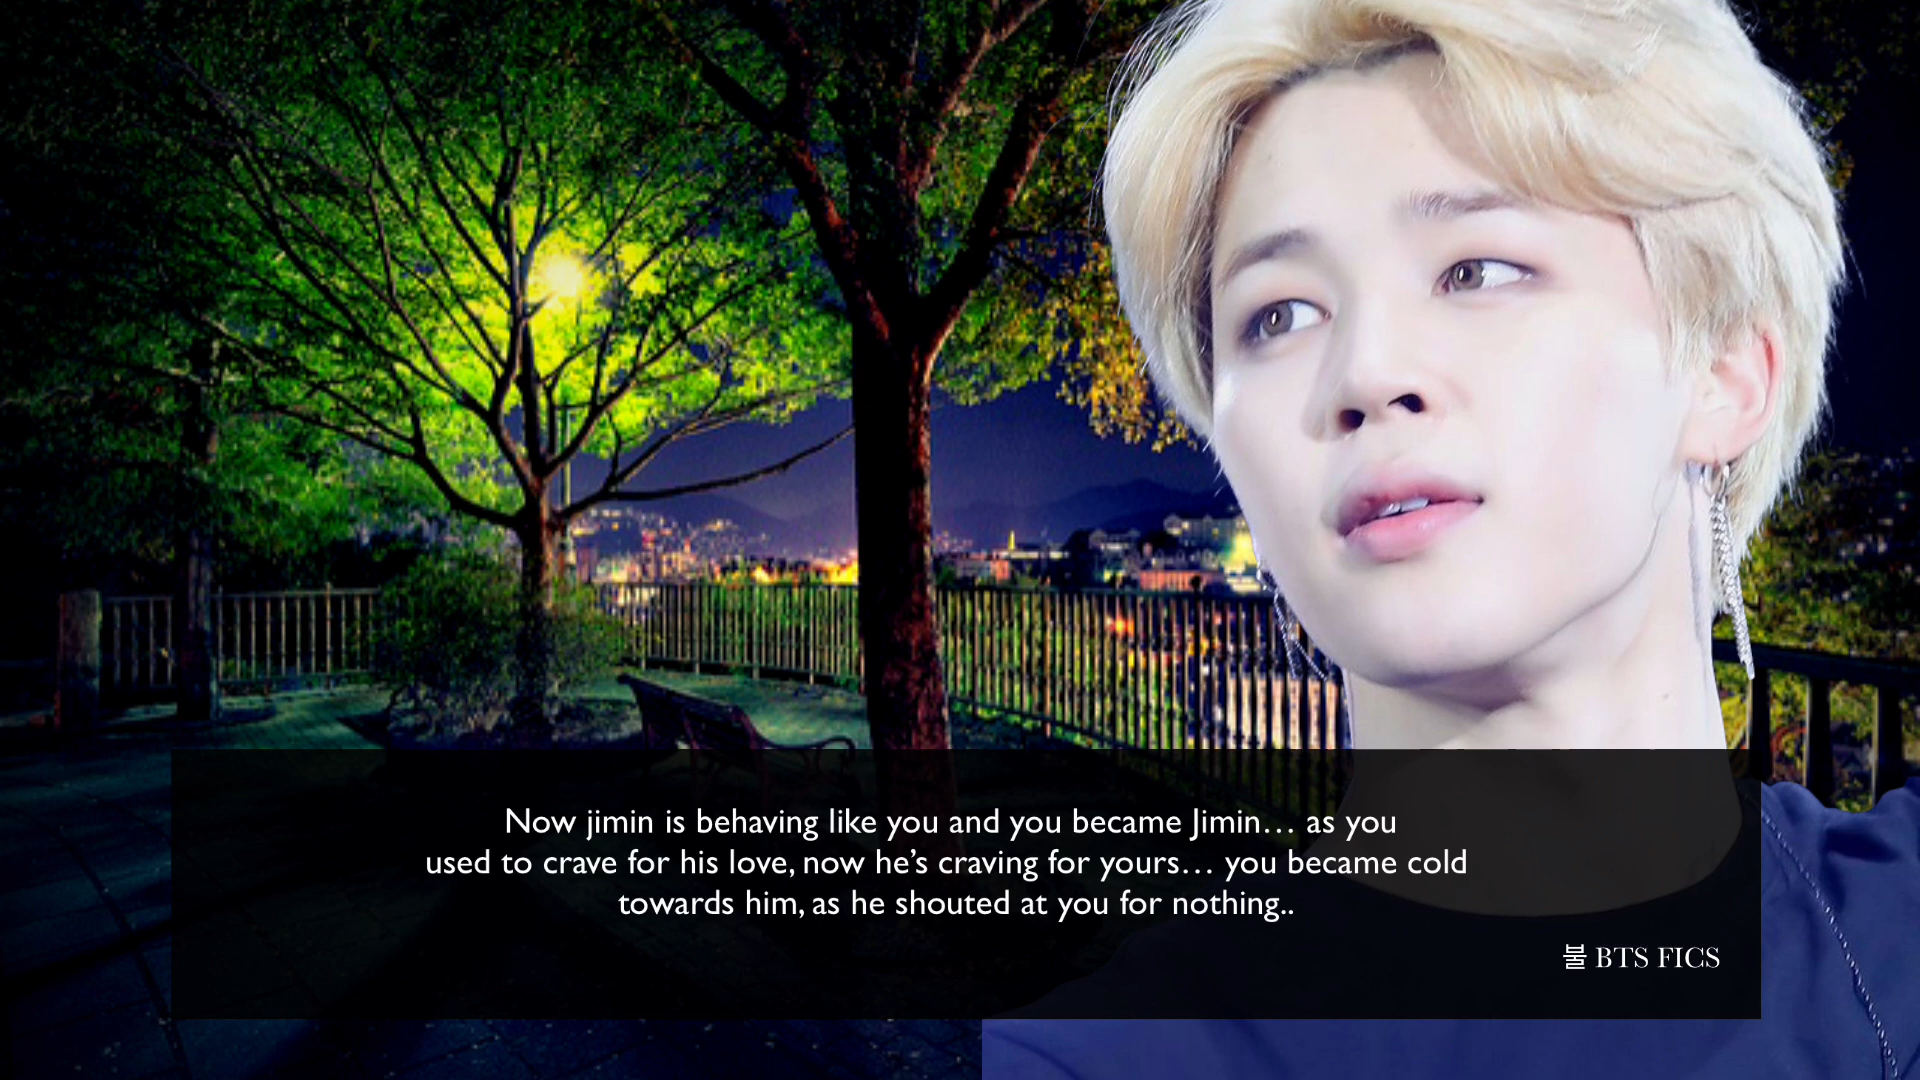 Now jimin is behaving like you and you became Jimin... as you
used to crave for his love, now he's craving for yours... you became cold
towards him, as he shouted at you for nothing..
불 BTS FICS